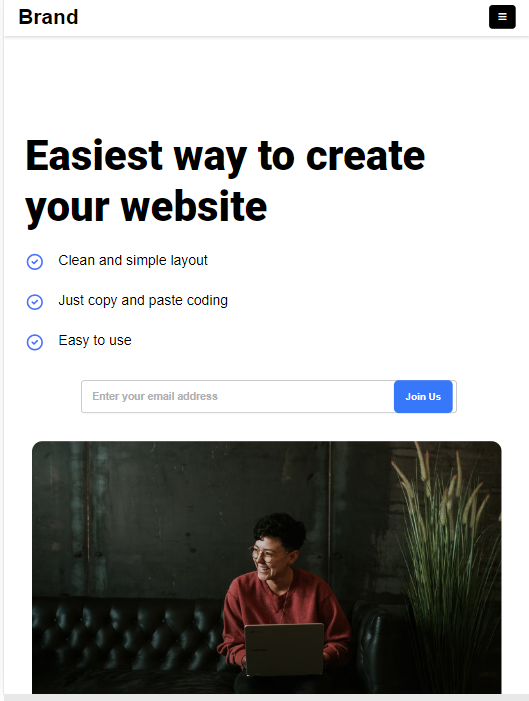 Brand
Easiest way to create
your website
Clean and simple layout
Just copy and paste coding
Easy to use
Enter your email address
Join Us